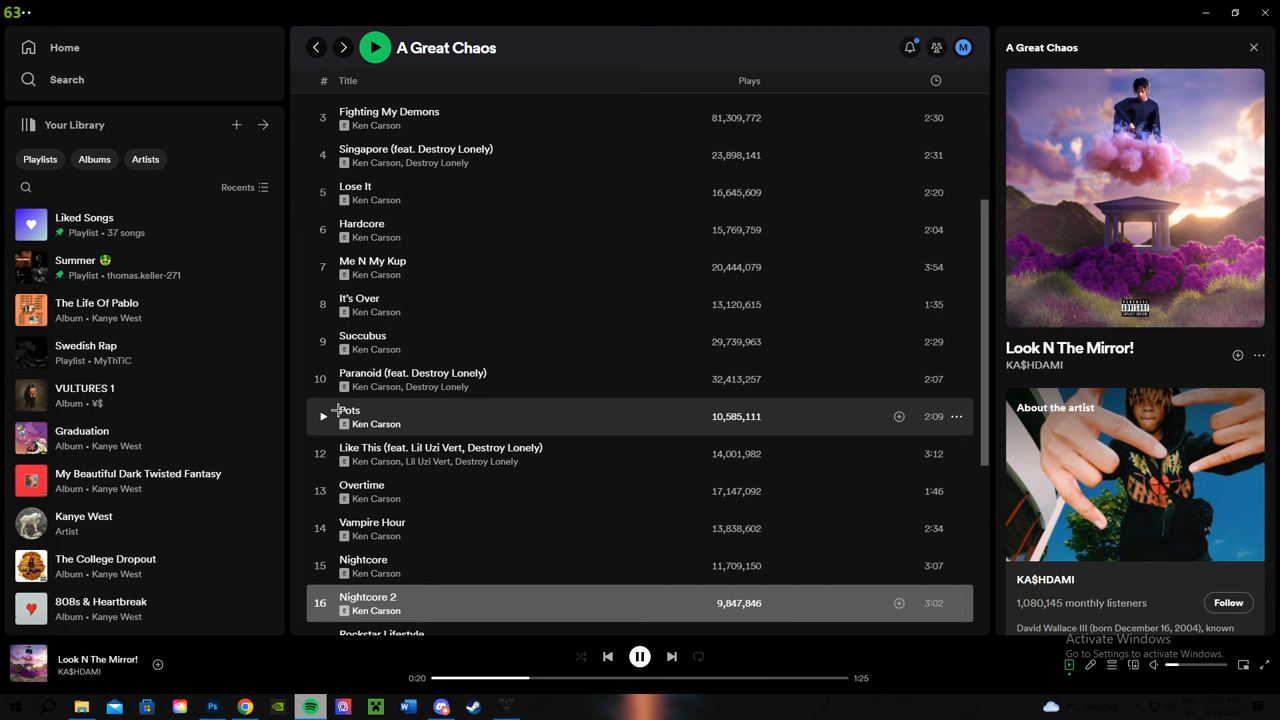 63
Home
Search
Your Library
Playlists
Albums
Artists
Recents
Liked Songs
Playlist • 37 songs
Summer 🤑
Playlist • thomas.keller-271
The Life Of Pablo
Album • Kanye West
Swedish Rap
Playlist • MyThTiC
VULTURES 1
Album • ¥$
Graduation
Album • Kanye West
My Beautiful Dark Twisted Fantasy
Album • Kanye West
Kanye West
Artist
The College Dropout
Album • Kanye West
808s & Heartbreak
Album • Kanye West
A Great Chaos
M
# Title Plays
3 Fighting My Demons 81,309,772 2:30
E Ken Carson
4 Singapore (feat. Destroy Lonely) 23,898,141 2:31
E Ken Carson, Destroy Lonely
5 Lose It 16,645,609 2:20
E Ken Carson
6 Hardcore 15,769,759 2:04
E Ken Carson
7 Me N My Kup 20,444,079 3:54
E Ken Carson
8 It's Over 13,120,615 1:35
E Ken Carson
9 Succubus 29,739,963 2:29
E Ken Carson
10 Paranoid (feat. Destroy Lonely) 32,413,257 2:07
E Ken Carson, Destroy Lonely
Pots 10,585,111 2:09
E Ken Carson
12 Like This (feat. Lil Uzi Vert, Destroy Lonely) 14,001,982 3:12
E Ken Carson, Lil Uzi Vert, Destroy Lonely
13 Overtime 17,147,092 1:46
E Ken Carson
14 Vampire Hour 13,838,602 2:34
E Ken Carson
15 Nightcore 11,709,150 3:07
E Ken Carson
16 Nightcore 2 9,847,846 3:02
E Ken Carson
Rockstar Lifestyle
A Great Chaos
PARENTAL
ADVISORY
EXPLICIT CONTENT
Look N The Mirror!
KA$HDAMI
About the artist
KA$HDAMI
1,080,145 monthly listeners
Follow
David Wallace III (born December 16, 2004), known
Activate Windows
Go to Settings to activate Windows.
Look N The Mirror!
KA$HDAMI
0:20
1:25
Ps
W